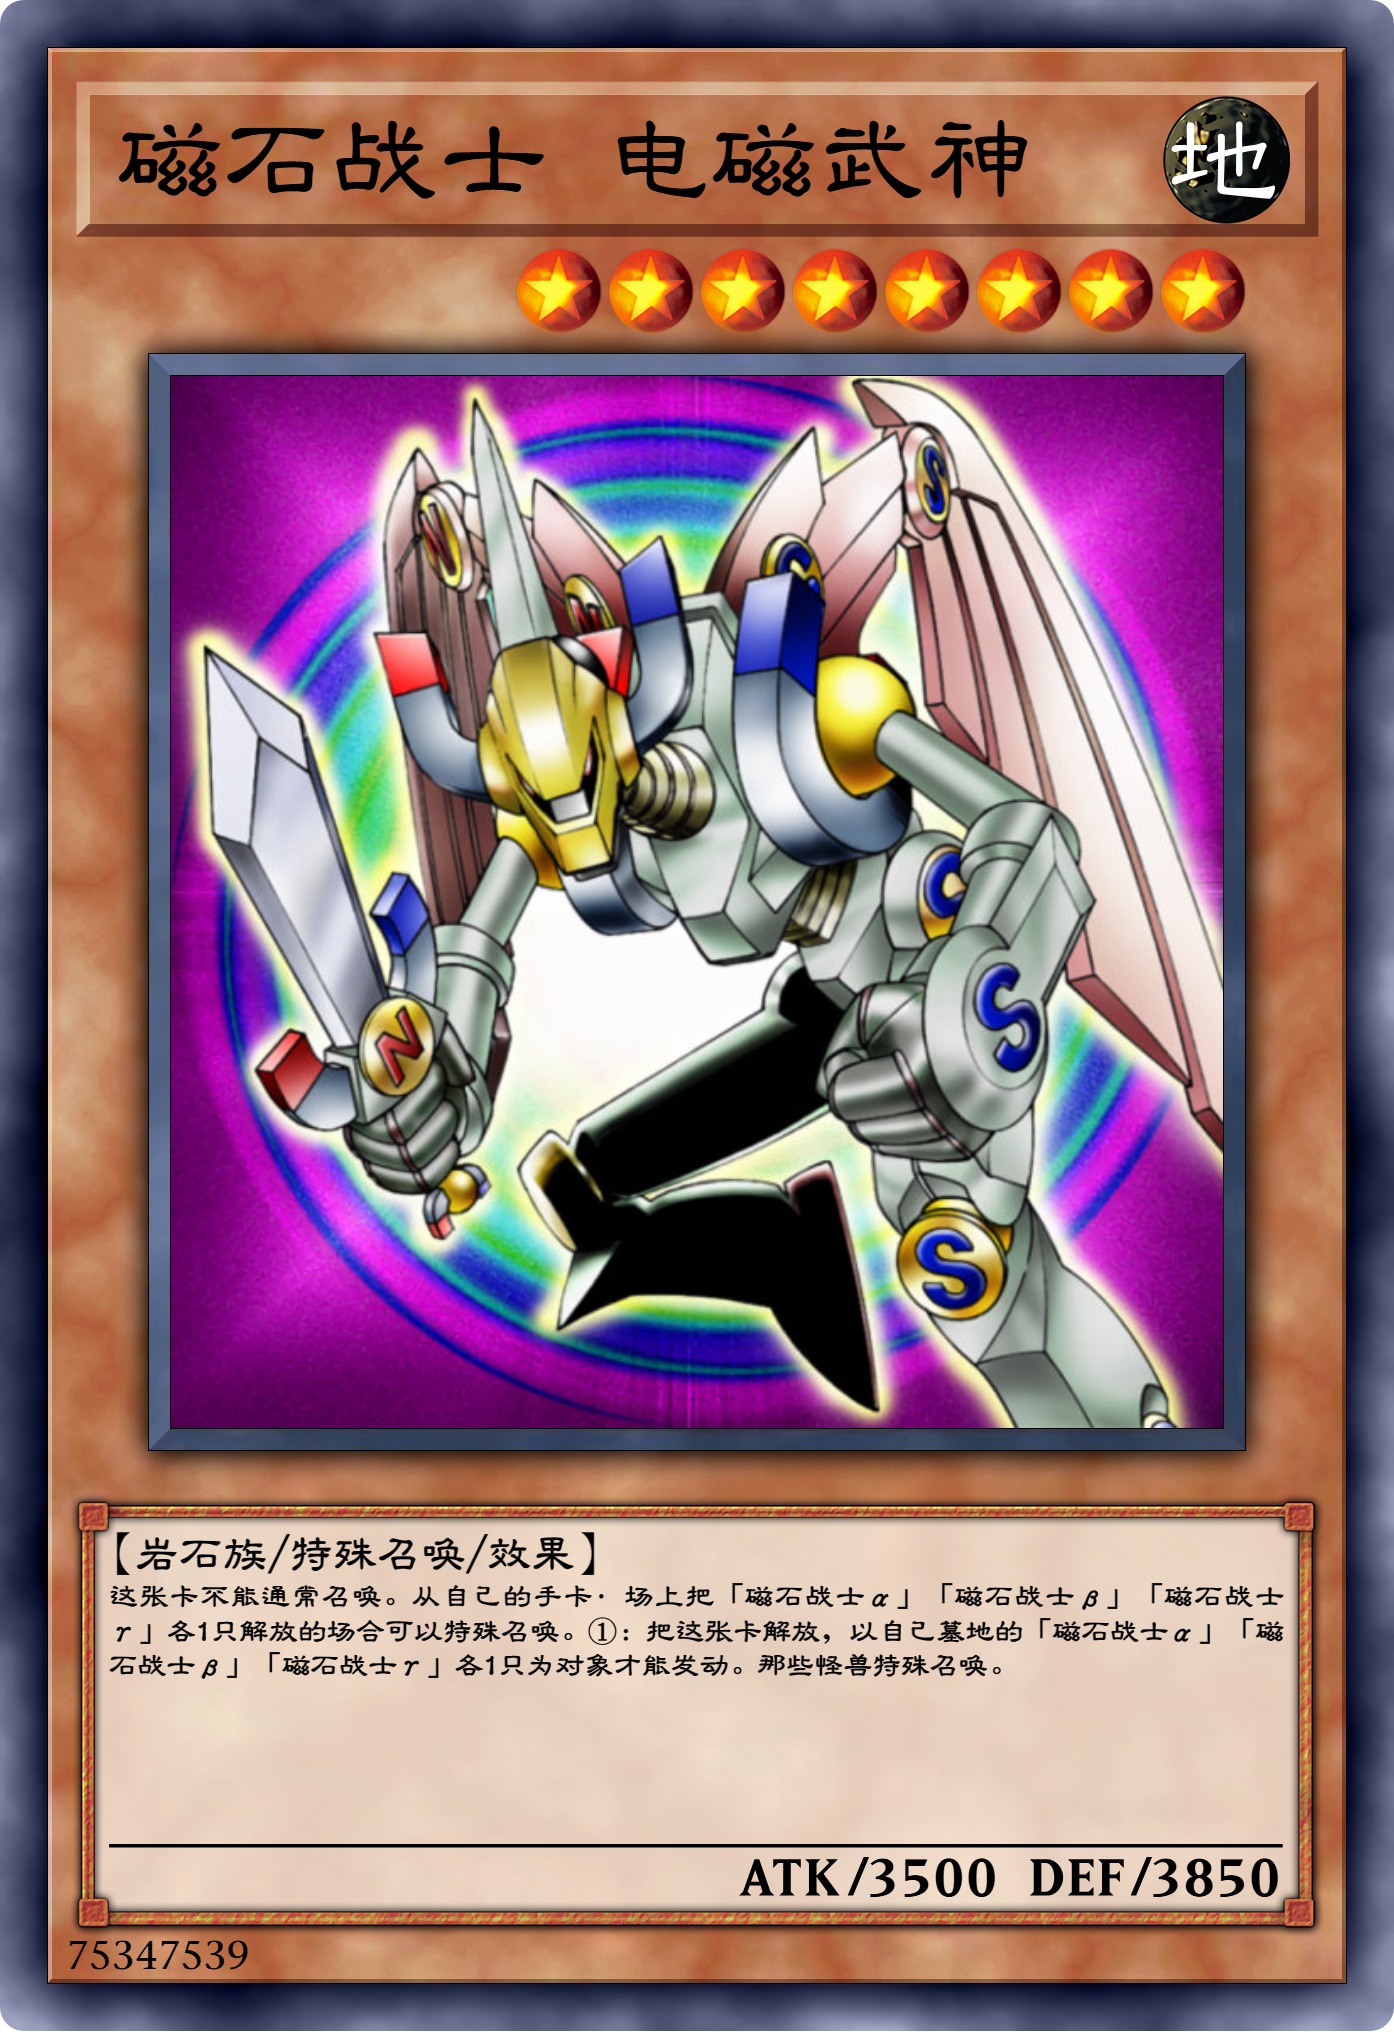 磁石战士 电磁武神
地
N
S
S
N
S
N
S
S
【岩石族/特殊召唤/效果】
这张卡不能通常召唤。从自己的手卡·场上把「磁石战士α」「磁石战士β」「磁石战士
γ」各1只解放的场合可以特殊召唤。①:把这张卡解放,以自己墓地的「磁石战士α」「磁
石战士β」「磁石战士γ」各1只为对象才能发动。那些怪兽特殊召唤。
ATK/3500 DEF/3850
75347539